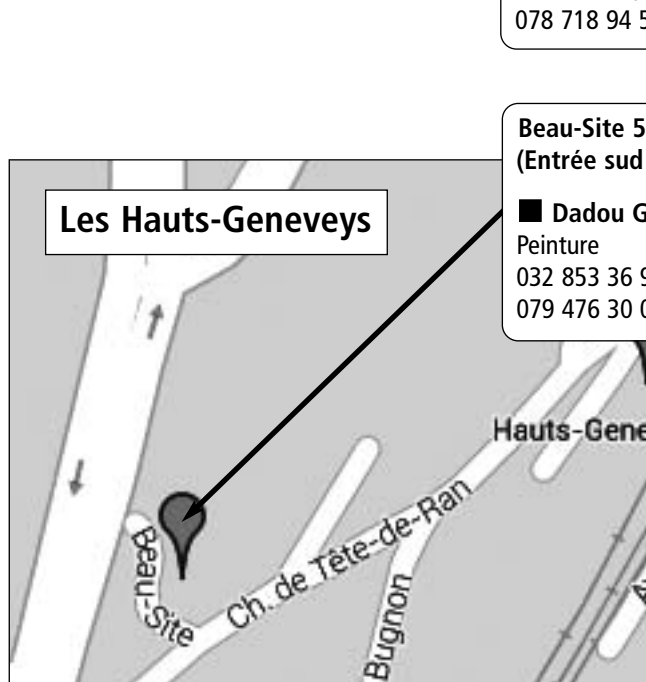 078 718 94 5
Beau-Site 5
(Entrée sud
Les Hauts-Geneveys
Dadou G
Peinture
032 853 36 9
079 476 30 0
Hauts-Gene
Beau-Site
Ch. de Tête-de-Ran
Bugnon